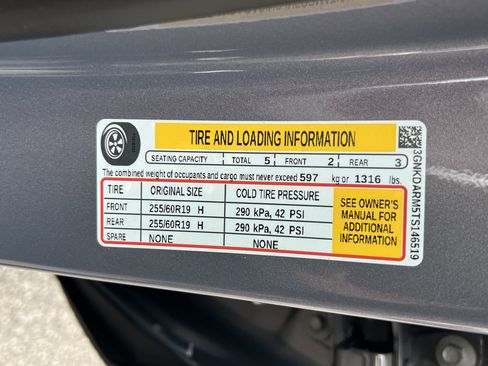 TIRE AND LOADING INFORMATION
SEATING CAPACITY TOTAL 5 FRONT 2 REAR 3
The combined weight of occupants and cargo must never exceed 597 kg or 1316 lbs.
TIRE ORIGINAL SIZE COLD TIRE PRESSURE
FRONT 255/60R19 H 290 kPa, 42 PSI
REAR 255/60R19 H 290 kPa, 42 PSI
SPARE NONE NONE
SEE OWNER'S
MANUAL FOR
ADDITIONAL
INFORMATION
3GNKDARM5TS146519